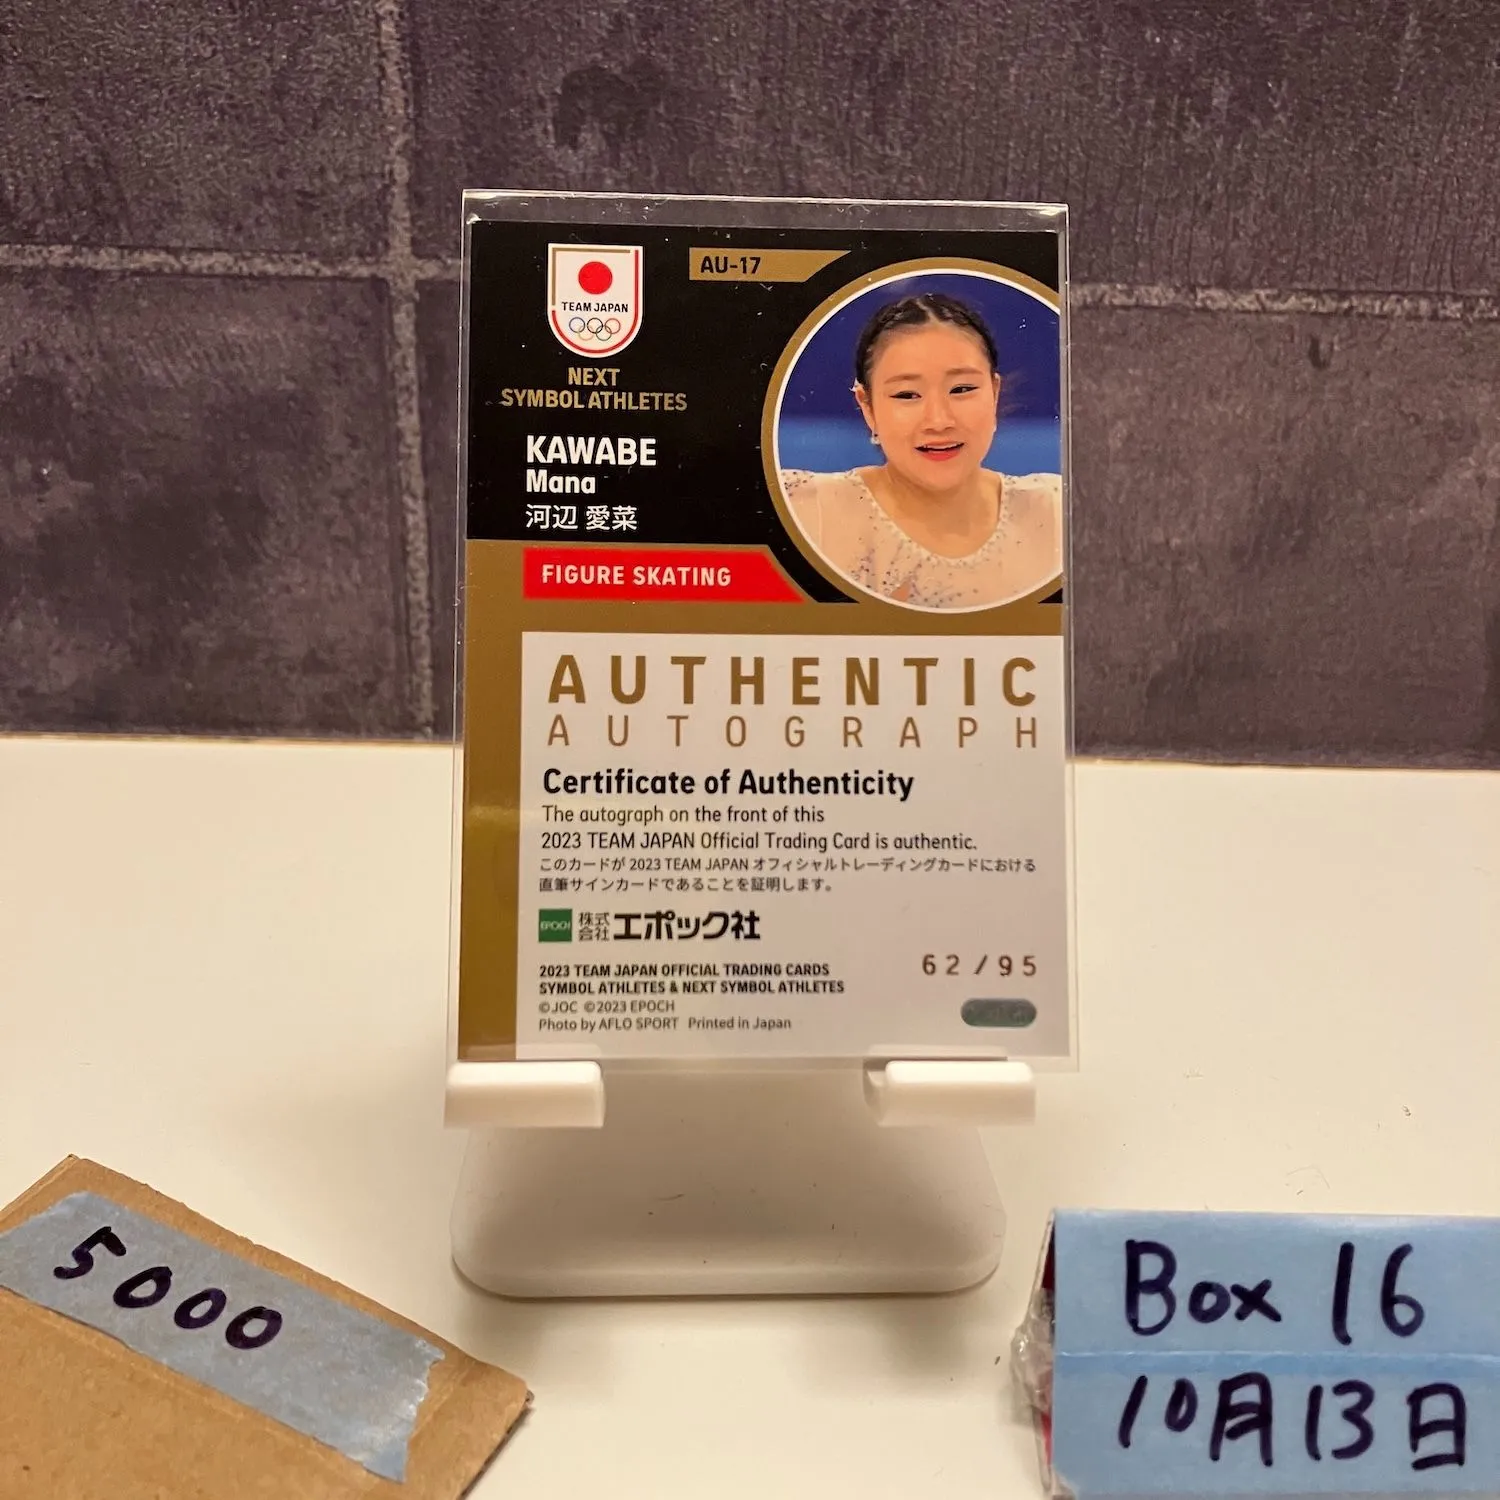 AU-17
TEAM JAPAN
NEXT
SYMBOL ATHLETES
KAWABE
Mana
河辺 愛菜
FIGURE SKATING
AUTHENTIC
AUTOGRAPH
Certificate of Authenticity
The autograph on the front of this
2023 TEAM JAPAN Official Trading Card is authentic.
このカードが 2023 TEAM JAPAN オフィシャルトレーディングカードにおける
直筆サインカードであることを証明します。
EPOCH 株式会社 エポック社
62/95
2023 TEAM JAPAN OFFICIAL TRADING CARDS
SYMBOL ATHLETES & NEXT SYMBOL ATHLETES
©JOC ©2023 EPOCH
Photo by AFLO SPORT Printed in Japan
5000
Box 16
10月13日